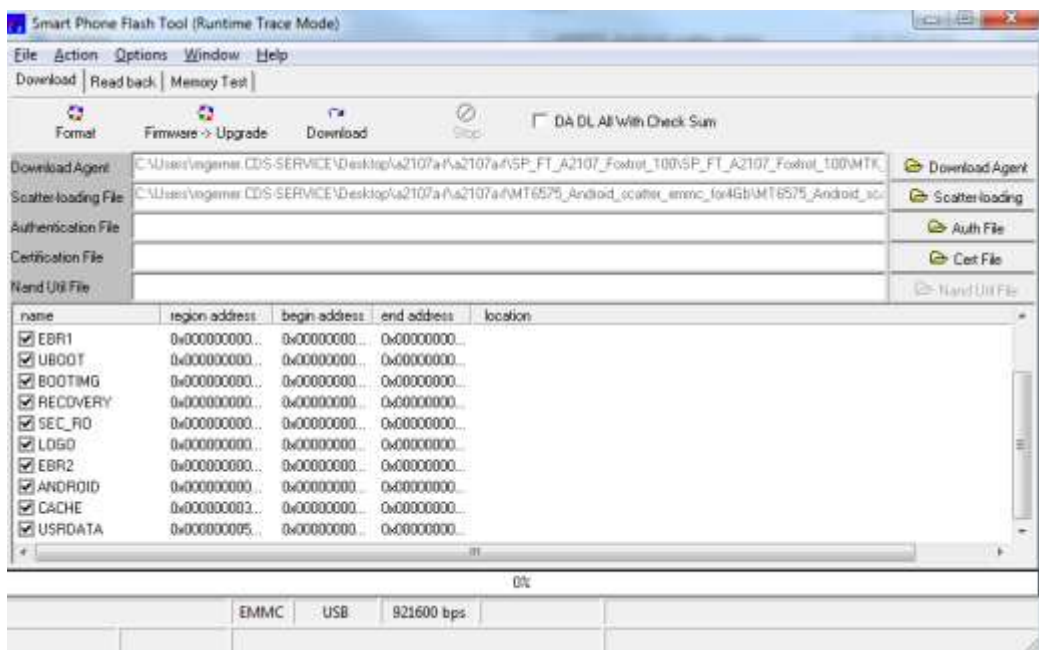 Smart Phone Flash Tool (Runtime Trace Mode)
File Action Options Window Help
Download Read back Memory Test
Format Firmware -> Upgrade Download Stop DA DL All With Check Sum
Download Agent C:\Users\mgerner.CDS-SERVICE\Desktop\a2107a-f\a2107a-f\SP_FT_A2107_Foxtrot_100\SP_FT_A2107_Foxtrot_100\MTK_ Download Agent
Scatter-loading File C:\Users\mgerner.CDS-SERVICE\Desktop\a2107a-f\a2107a-f\MT6575_Android_scatter_emmc_for4Gb\MT6575_Android_sc Scatter-loading
Authentication File Auth File
Certification File Cert File
Nand Util File Nand Util File
name region address begin address end address location
EBR1 0x000000000... 0x00000000... 0x00000000...
UBOOT 0x000000000... 0x00000000... 0x00000000...
BOOTIMG 0x000000000... 0x00000000... 0x00000000...
RECOVERY 0x000000000... 0x00000000... 0x00000000...
SEC_RO 0x000000000... 0x00000000... 0x00000000...
LOGO 0x000000000... 0x00000000... 0x00000000...
EBR2 0x000000000... 0x00000000... 0x00000000...
ANDROID 0x000000000... 0x00000000... 0x00000000...
CACHE 0x000000003... 0x00000000... 0x00000000...
USRDATA 0x000000005... 0x00000000... 0x00000000...
0%
EMMC USB 921600 bps